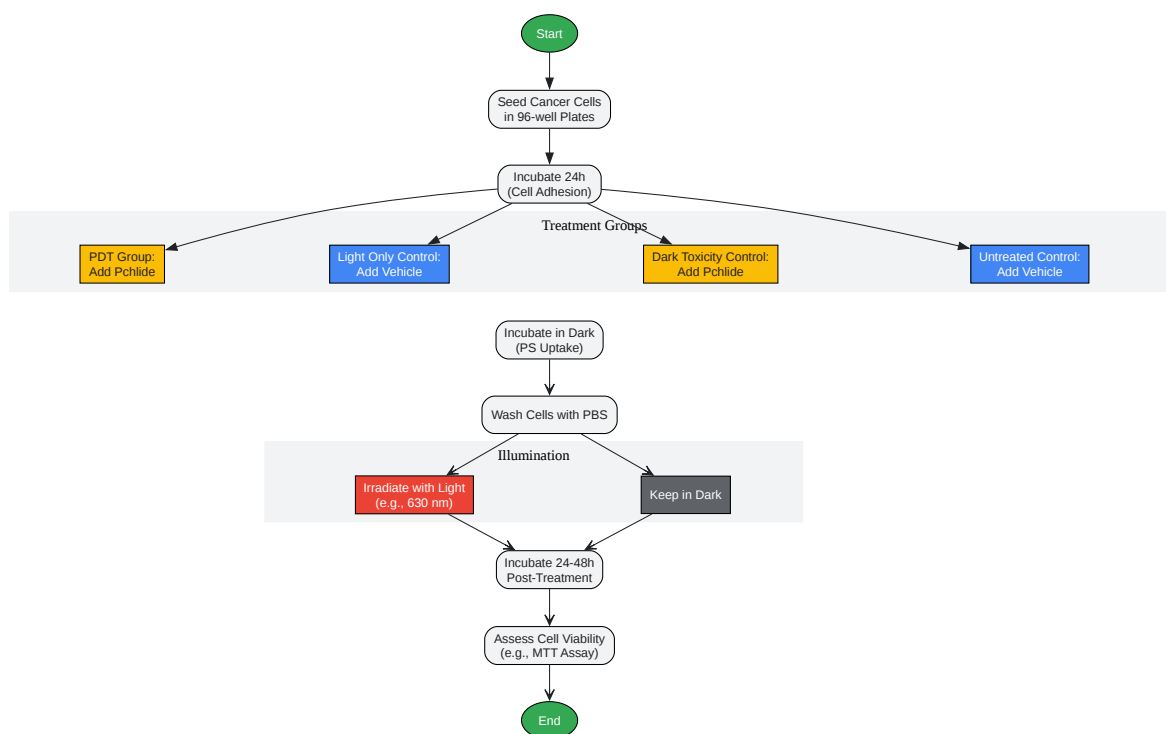 Start
Seed Cancer Cells
in 96-well Plates
Incubate 24h
(Cell Adhesion)
Treatment Groups
PDT Group:
Add Pchlide
Light Only Control:
Add Vehicle
Dark Toxicity Control:
Add Pchlide
Untreated Control:
Add Vehicle
Incubate in Dark
(PS Uptake)
Wash Cells with PBS
Illumination
Irradiate with Light
(e.g., 630 nm)
Keep in Dark
Incubate 24-48h
Post-Treatment
Assess Cell Viability
(e.g., MTT Assay)
End